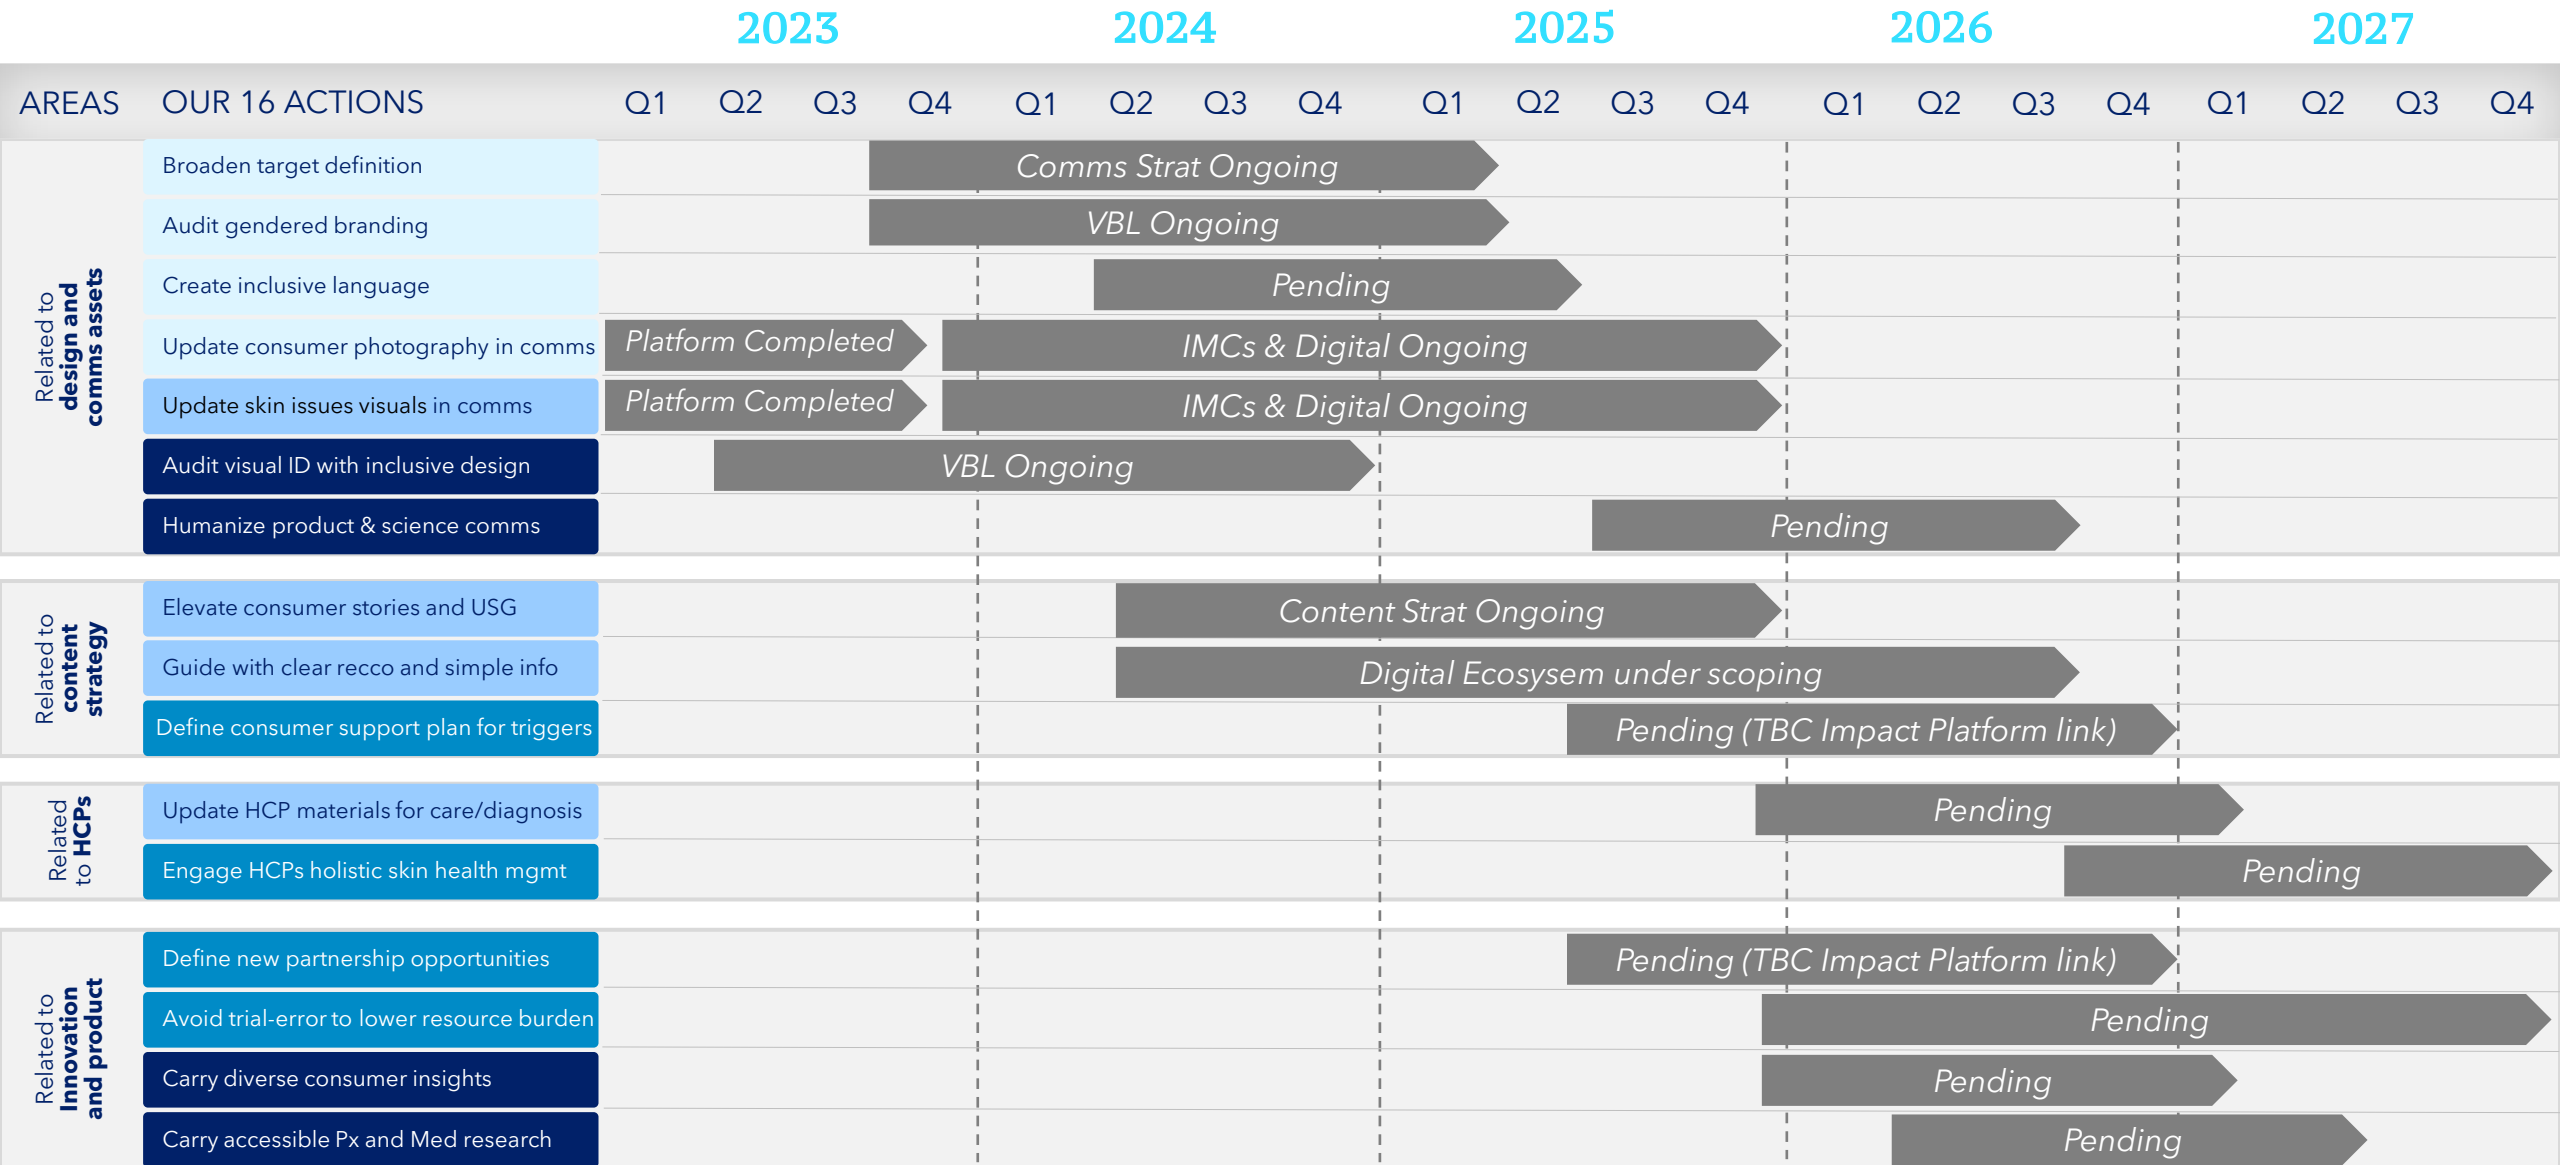 2023 2024 2025 2026 2027
AREAS OUR 16 ACTIONS Q1 Q2 Q3 Q4 Q1 Q2 Q3 Q4 Q1 Q2 Q3 Q4 Q1 Q2 Q3 Q4 Q1 Q2 Q3 Q4
Related to
design and
comms assets
Broaden target definition Comms Strat Ongoing
Audit gendered branding VBL Ongoing
Create inclusive language Pending
Update consumer photography in comms Platform Completed IMCs & Digital Ongoing
Update skin issues visuals in comms Platform Completed IMCs & Digital Ongoing
Audit visual ID with inclusive design VBL Ongoing
Humanize product & science comms Pending
Related to
content
strategy
Elevate consumer stories and USG Content Strat Ongoing
Guide with clear recco and simple info Digital Ecosysem under scoping
Define consumer support plan for triggers Pending (TBC Impact Platform link)
Related
to HCPs
Update HCP materials for care/diagnosis Pending
Engage HCPs holistic skin health mgmt Pending
Related to
Innovation
and product
Define new partnership opportunities Pending (TBC Impact Platform link)
Avoid trial-error to lower resource burden Pending
Carry diverse consumer insights Pending
Carry accessible Px and Med research Pending